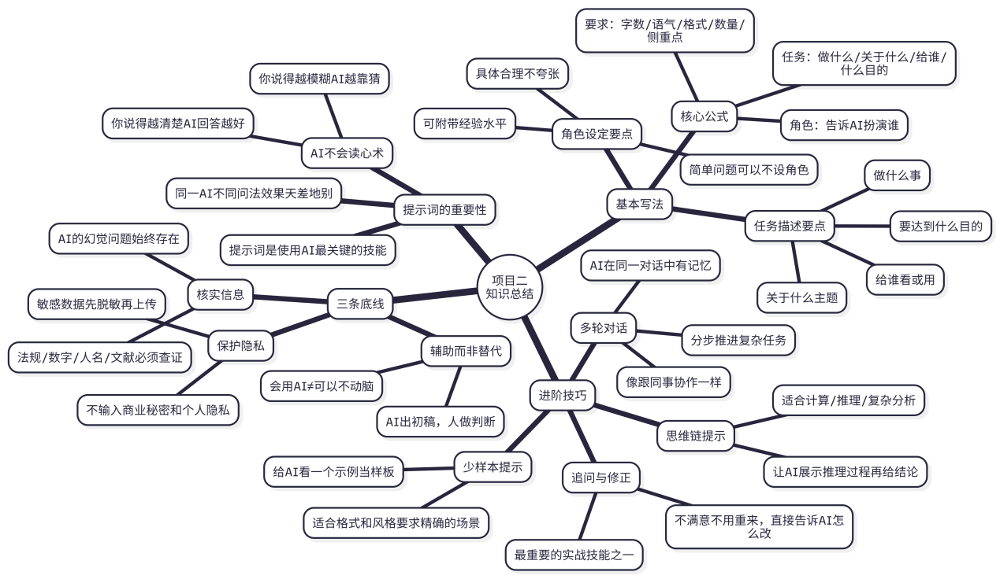 项目二
知识总结
提示词的重要性
AI不会读心术
你说得越模糊AI越靠猜
你说得越清楚AI回答越好
同一AI不同问法效果天差地别
提示词是使用AI最关键的技能
基本写法
核心公式
要求：字数/语气/格式/数量/
侧重点
任务：做什么/关于什么/给谁/
什么目的
角色：告诉AI扮演谁
角色设定要点
具体合理不夸张
可附带经验水平
简单问题可以不设角色
任务描述要点
做什么事
要达到什么目的
给谁看或用
关于什么主题
进阶技巧
多轮对话
AI在同一对话中有记忆
分步推进复杂任务
像跟同事协作一样
思维链提示
适合计算/推理/复杂分析
让AI展示推理过程再给结论
追问与修正
不满意不用重来，直接告诉AI怎
么改
最重要的实战技能之一
少样本提示
给AI看一个示例当样板
适合格式和风格要求精确的场景
三条底线
核实信息
AI的幻觉问题始终存在
法规/数字/人名/文献必须查证
保护隐私
敏感数据先脱敏再上传
不输入商业秘密和个人隐私
辅助而非替代
会用AI≠可以不动脑
AI出初稿，人做判断